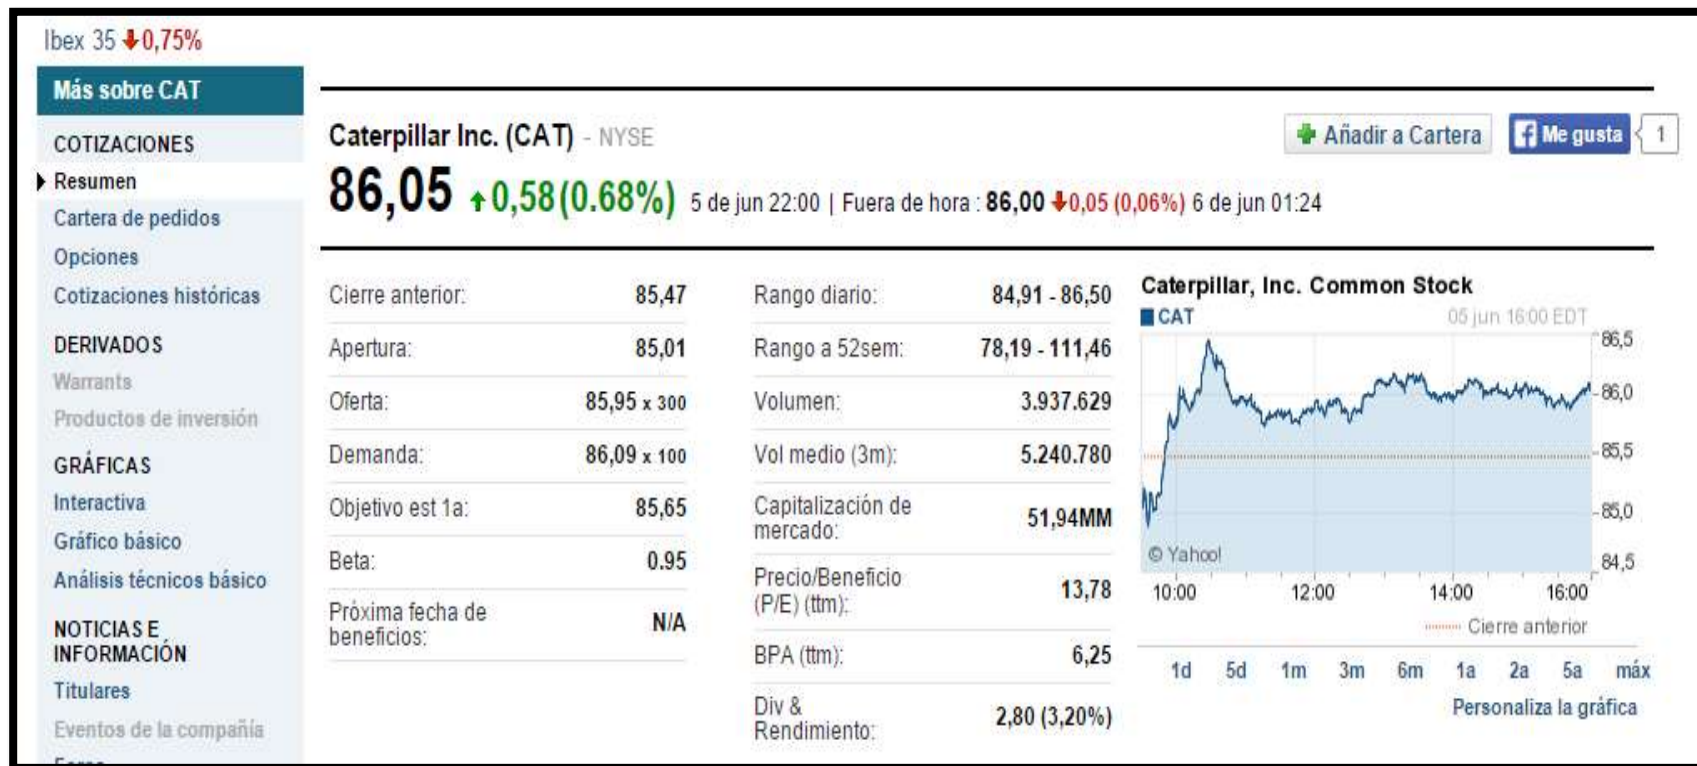 Ibex 35 0,75%
Más sobre CAT
COTIZACIONES
Resumen
Cartera de pedidos
Opciones
Cotizaciones históricas
DERIVADOS
Warrants
Productos de inversión
GRÁFICAS
Interactiva
Gráfico básico
Análisis técnicos básico
NOTICIAS E
INFORMACIÓN
Titulares
Eventos de la compañía
Caterpillar Inc. (CAT) - NYSE
Añadir a Cartera
Me gusta
1
86,05 0,58(0.68%) 5 de jun 22:00 | Fuera de hora : 86,00 0,05 (0,06%) 6 de jun 01:24
Cierre anterior: 85,47
Apertura: 85,01
Oferta: 85,95 x 300
Demanda: 86,09 x 100
Objetivo est 1a: 85,65
Beta: 0.95
Próxima fecha de
beneficios: N/A
Rango diario: 84,91 - 86,50
Rango a 52sem: 78,19 - 111,46
Volumen: 3.937.629
Vol medio (3m): 5.240.780
Capitalización de
mercado: 51,94MM
Precio/Beneficio
(P/E) (ttm): 13,78
BPA (ttm): 6,25
Div &
Rendimiento: 2,80 (3,20%)
Caterpillar, Inc. Common Stock
CAT 05 jun 16:00 EDT
86,5
86,0
85,5
85,0
84,5
© Yahoo!
10:00 12:00 14:00 16:00
Cierre anterior
1d 5d 1m 3m 6m 1a 2a 5a máx
Personaliza la gráfica